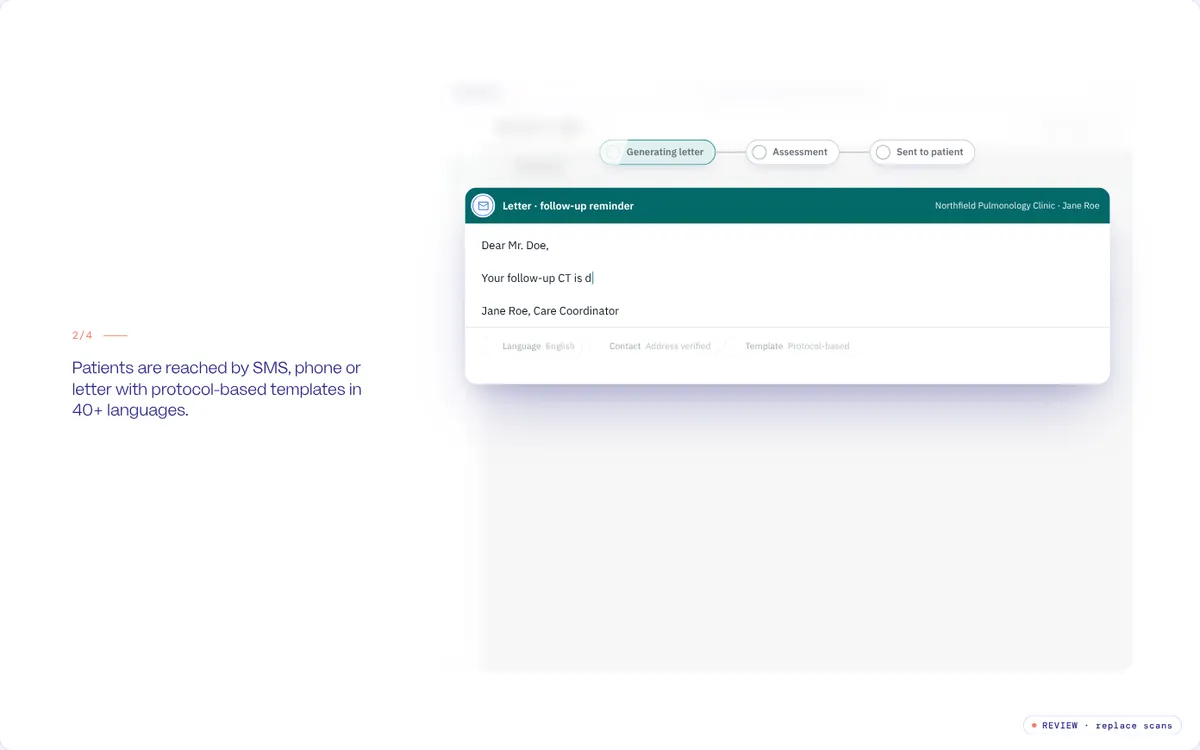 Generating letter
Assessment
Sent to patient
Letter · follow-up reminder
Northfield Pulmonology Clinic · Jane Roe
Dear Mr. Doe,
Your follow-up CT is d
Jane Roe, Care Coordinator
Language English
Contact Address verified
Template Protocol-based
2/4
Patients are reached by SMS, phone or
letter with protocol-based templates in
40+ languages.
REVIEW · replace scans